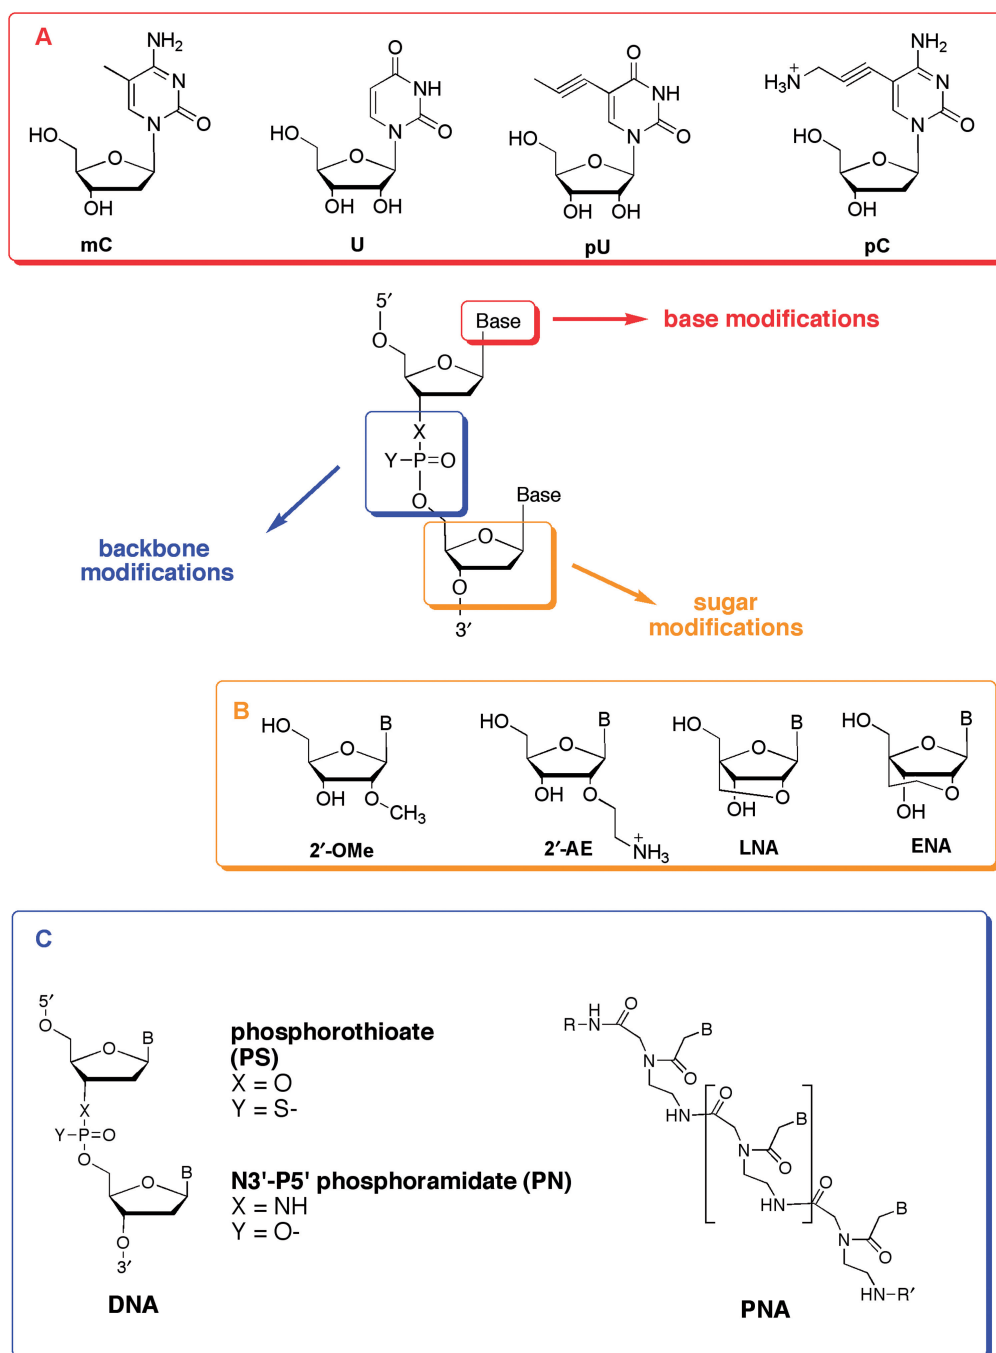 A
NH₂
N
N
O
HO
O
OH
mC
O
NH
N
O
HO
O
OH OH
U
O
NH
N
O
HO
O
OH OH
pU
NH₂
H₃N+
N
N
O
HO
O
OH
pC
5′
O
Base
base modifications
O
X
Y–P=O
O
Base
O
O
3′
backbone
modifications
sugar
modifications
B
HO
B
O
OH
O
CH₃
2′-OMe
HO
B
O
OH
O
+
NH₃
2′-AE
HO
B
O
OH
O
LNA
HO
B
O
OH
O
ENA
C
5′
O
B
O
X
Y–P=O
O
B
O
O
3′
DNA
phosphorothioate
(PS)
X = O
Y = S-
N3'-P5' phosphoramidate (PN)
X = NH
Y = O-
R–N
H
O
B
N
O
HN
O
B
N
O
HN
O
B
N
O
HN–R′
PNA